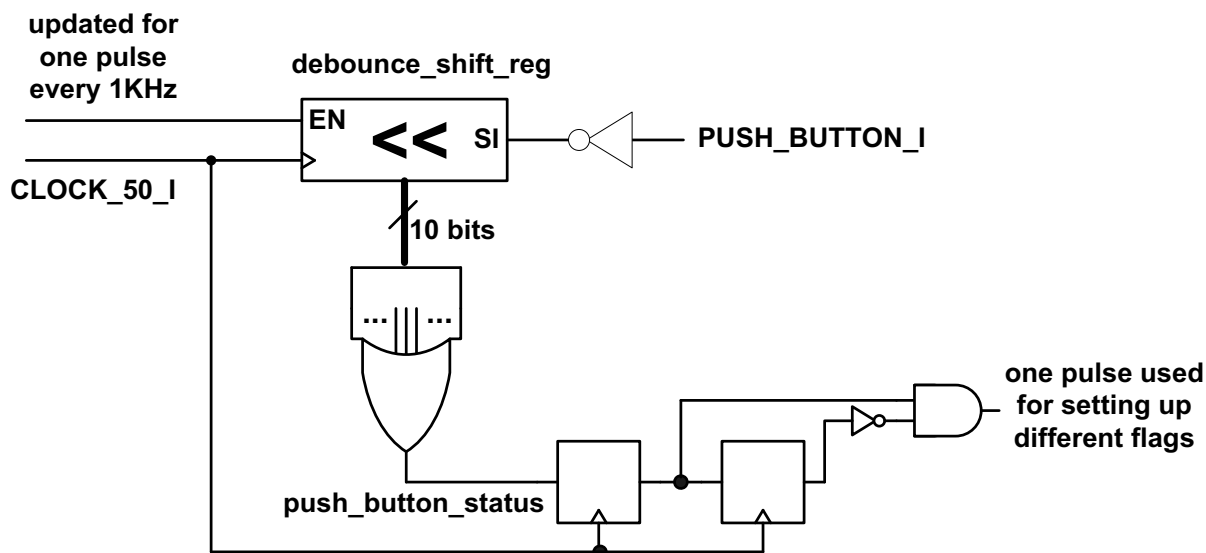 updated for
one pulse
every 1KHz
debounce_shift_reg
EN
<<
SI
PUSH_BUTTON_I
CLOCK_50_I
10 bits
... ...
one pulse used
for setting up
different flags
push_button_status